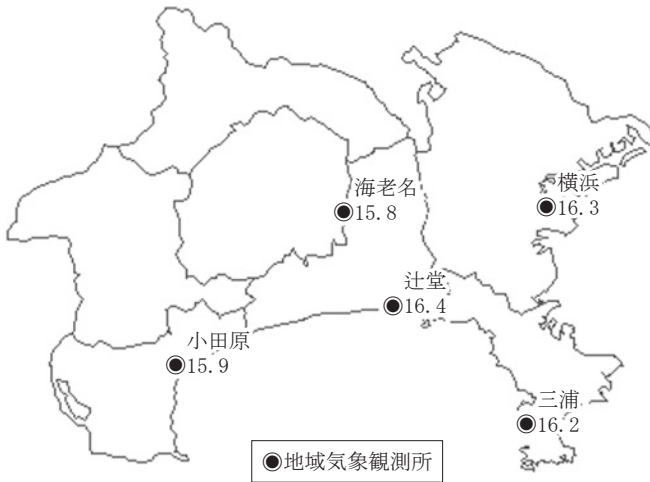 海老名
◉15.8
横浜
◉16.3
辻堂
◉16.4
小田原
◉15.9
三浦
◉16.2
◉地域気象観測所